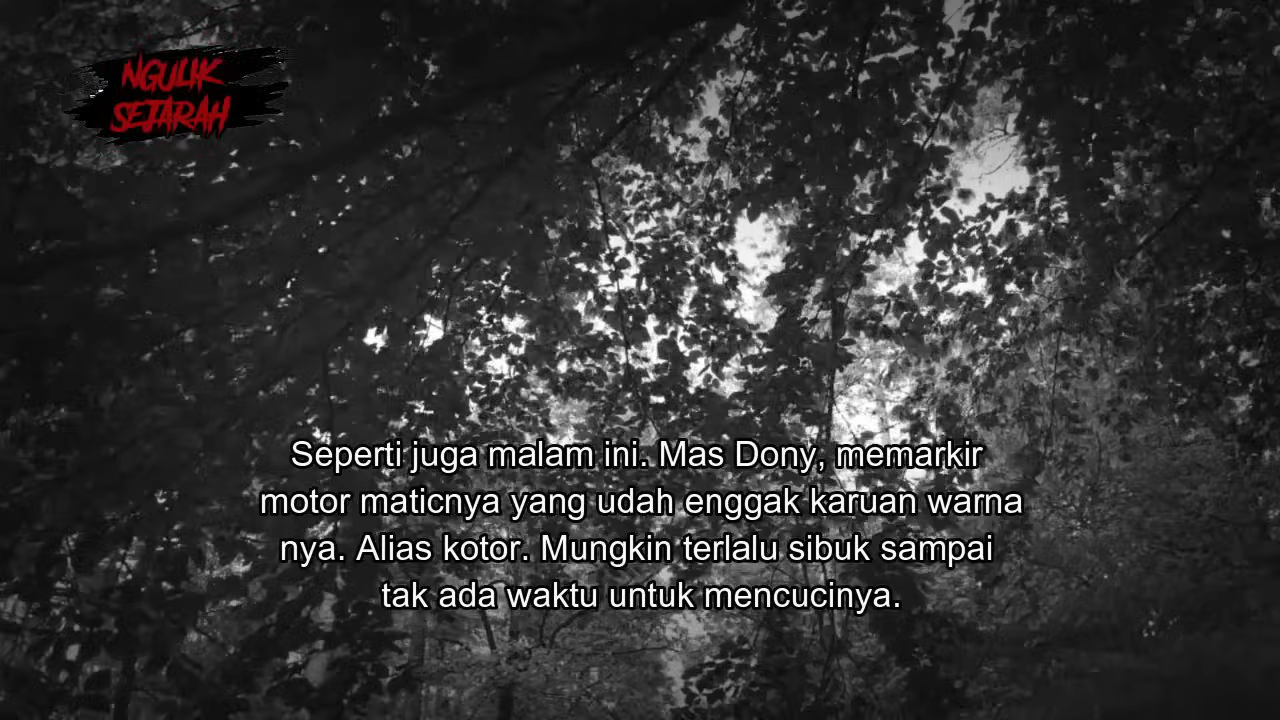 NGULIK
SEJARAH
Seperti juga malam ini. Mas Dony, memarkir
motor maticnya yang udah enggak karuan warna
nya. Alias kotor. Mungkin terlalu sibuk sampai
tak ada waktu untuk mencucinya.